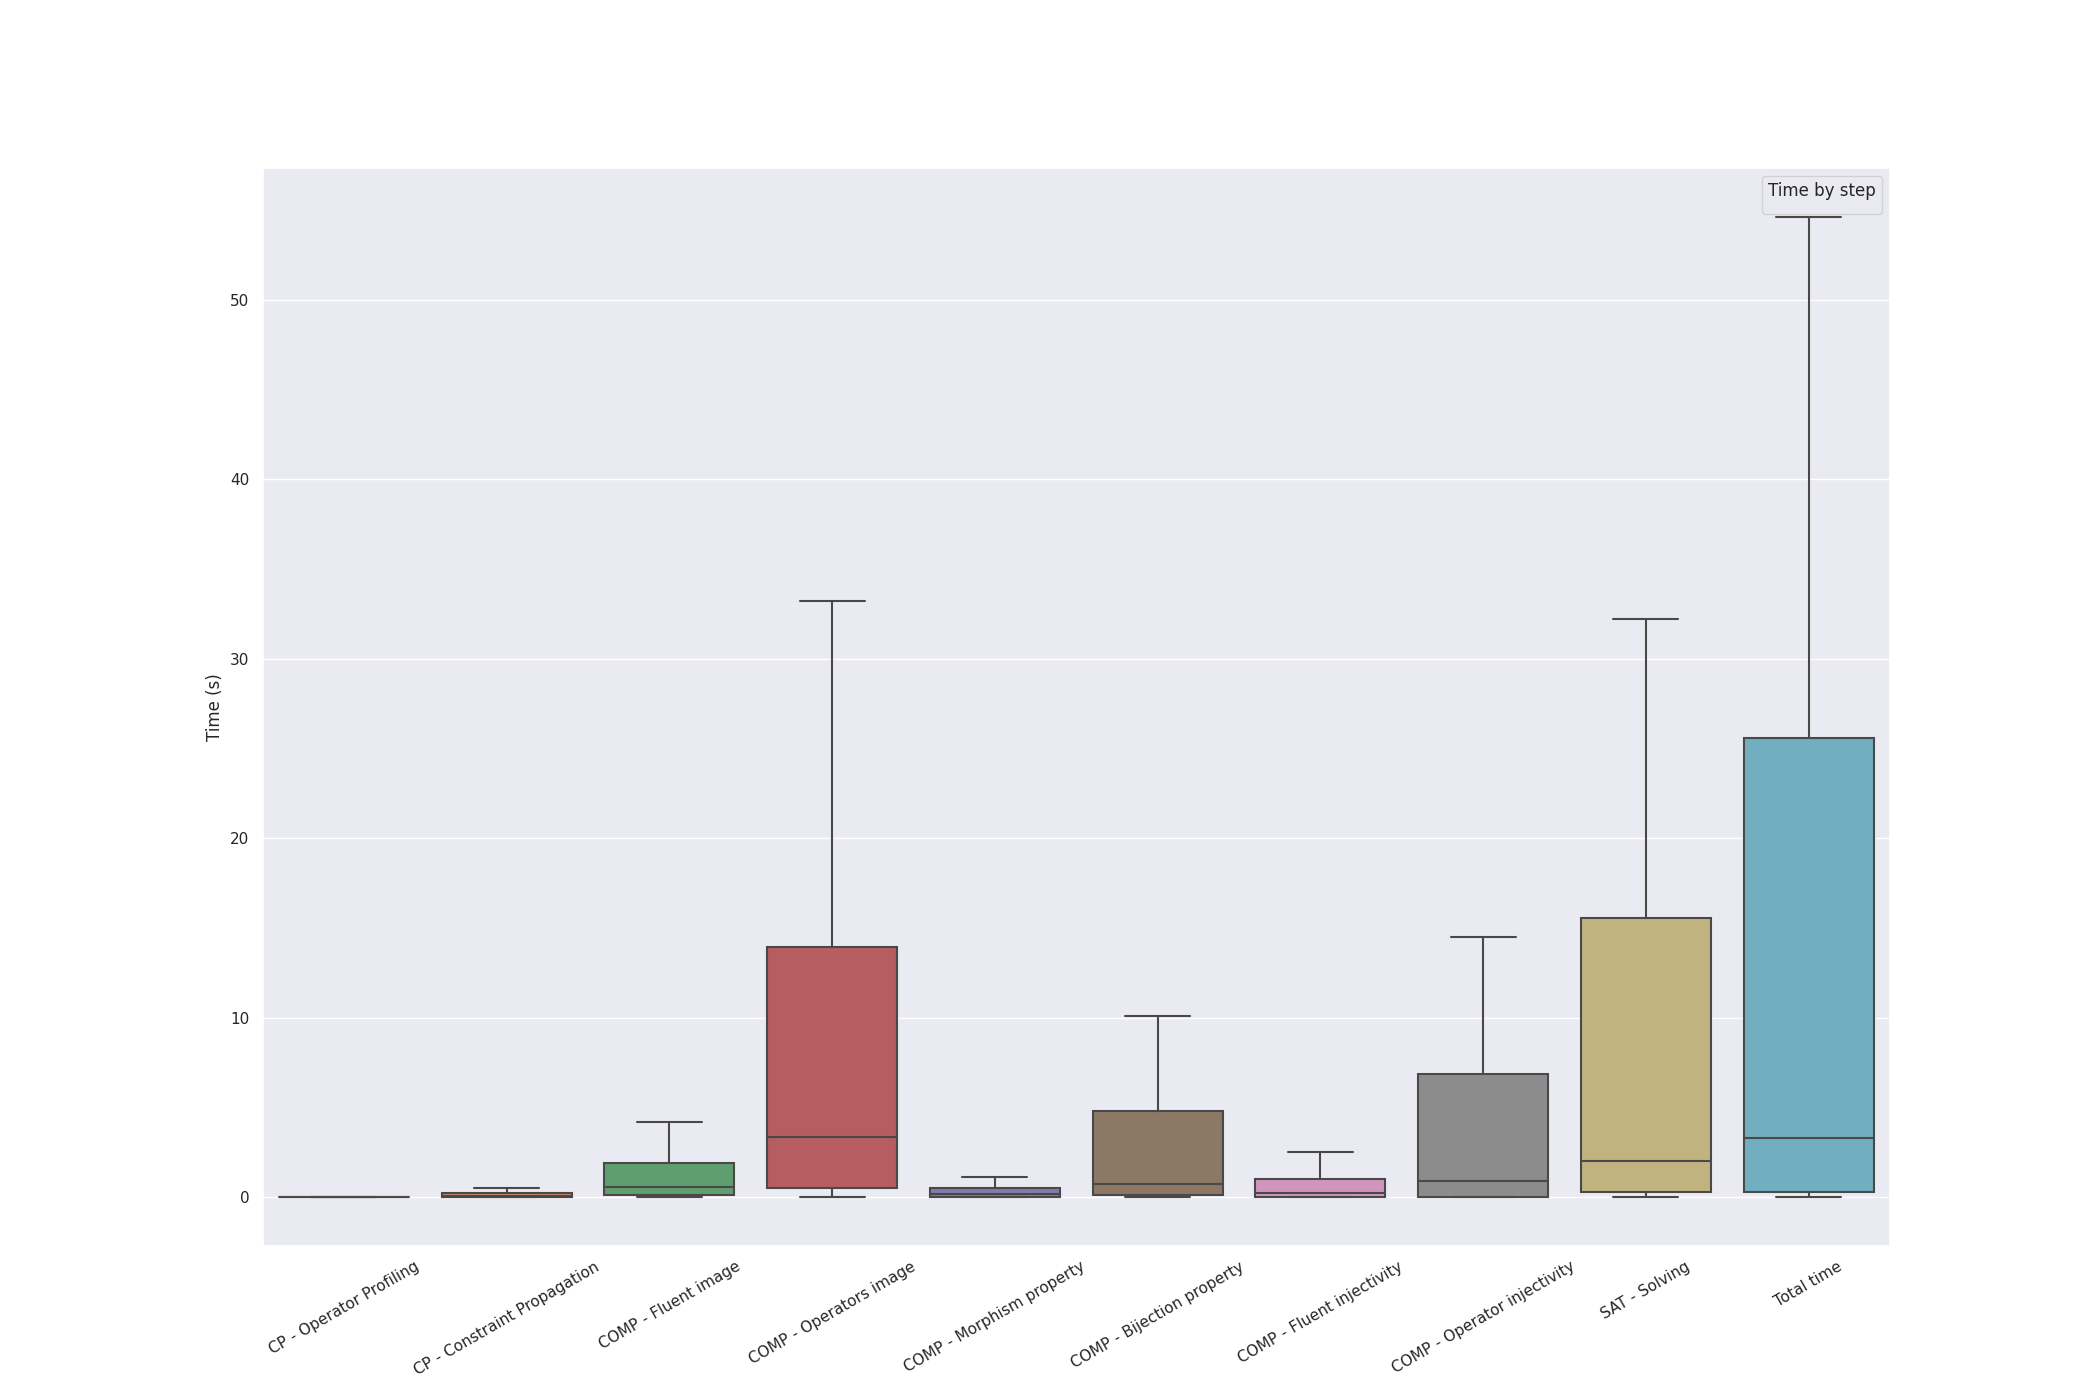 Time by step
Time (s)
50
40
30
20
10
0
CP - Operator Profiling
CP - Constraint Propagation
COMP - Fluent image
COMP - Operators image
COMP - Morphism property
COMP - Bijection property
COMP - Fluent injectivity
COMP - Operator injectivity
SAT - Solving
Total time